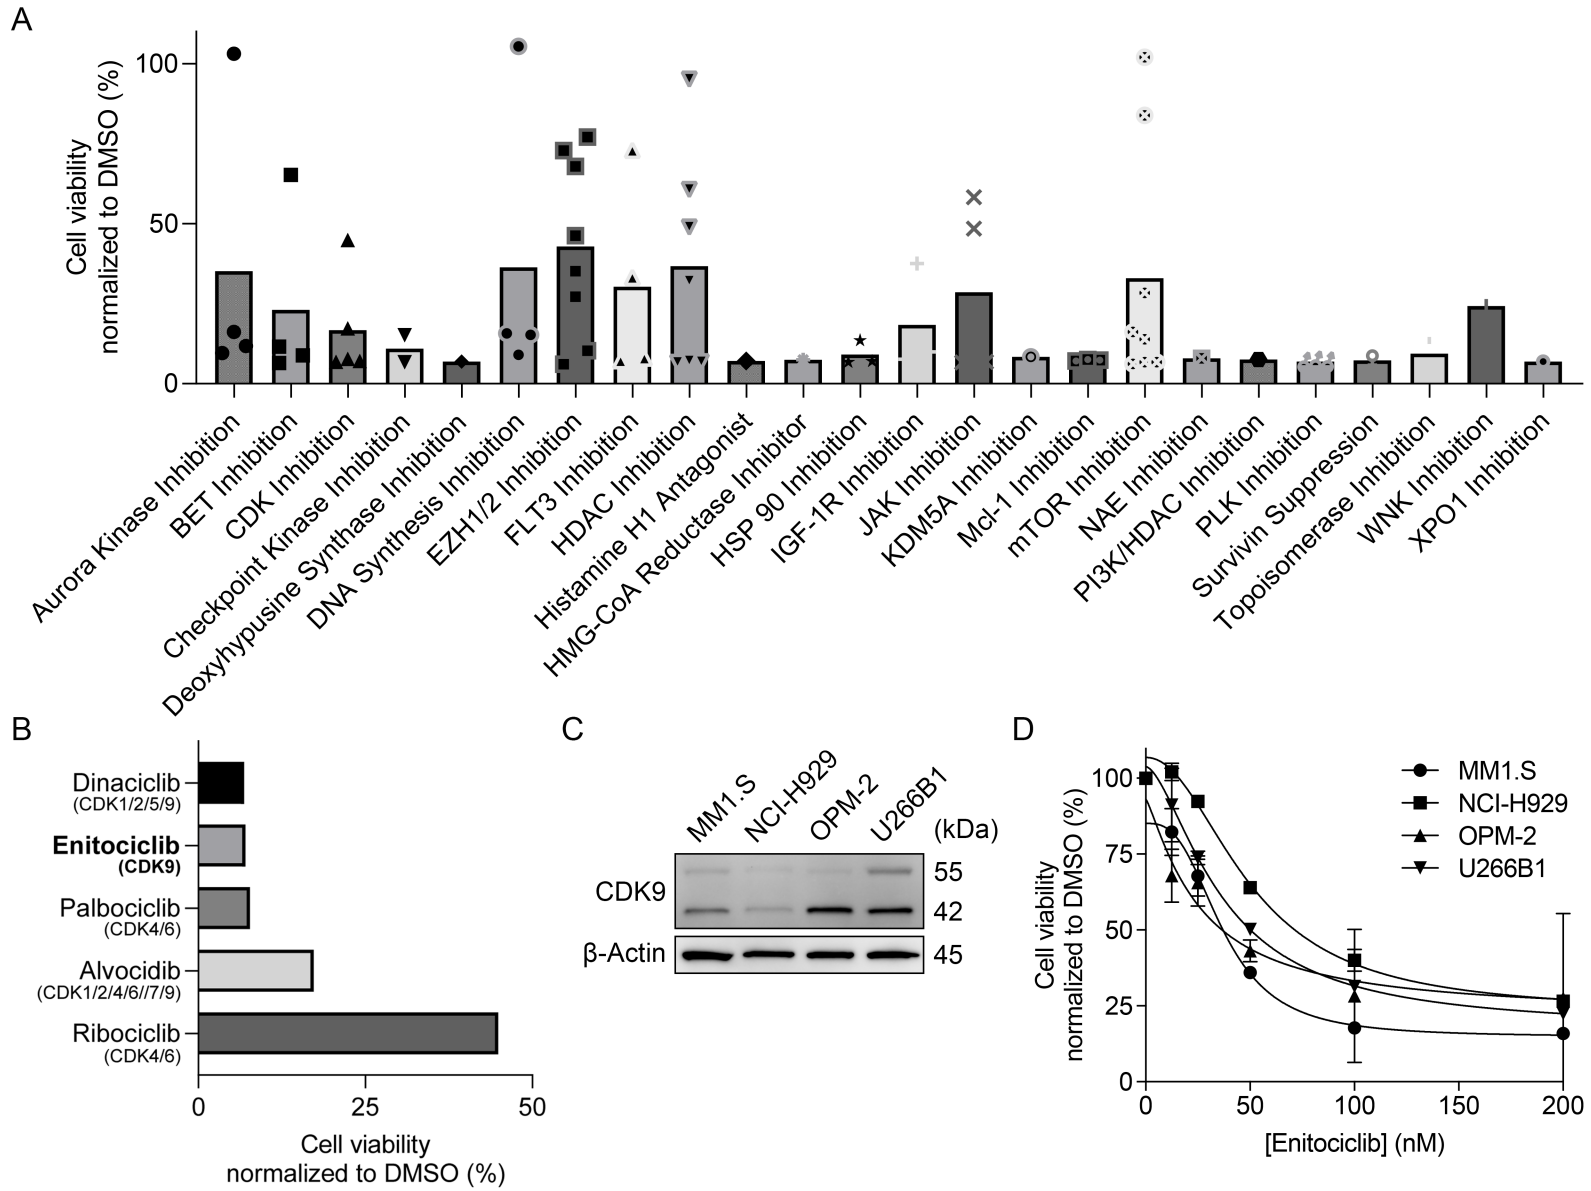 A
Cell viability
normalized to DMSO (%)
100
50
0
Aurora Kinase Inhibition
BET Inhibition
CDK Inhibition
Checkpoint Kinase Inhibition
Deoxyhypusine Synthase Inhibition
DNA Synthesis Inhibition
EZH1/2 Inhibition
FLT3 Inhibition
HDAC Inhibition
Histamine H1 Antagonist
HMG-CoA Reductase Inhibitor
HSP 90 Inhibition
IGF-1R Inhibition
JAK Inhibition
KDM5A Inhibition
Mcl-1 Inhibition
mTOR Inhibition
NAE Inhibition
PI3K/HDAC Inhibition
PLK Inhibition
Survivin Suppression
Topoisomerase Inhibition
WNK Inhibition
XPO1 Inhibition
B
Dinaciclib
(CDK1/2/5/9)
Enitociclib
(CDK9)
Palbociclib
(CDK4/6)
Alvocidib
(CDK1/2/4/6//7/9)
Ribociclib
(CDK4/6)
0 25 50
Cell viability
normalized to DMSO (%)
C
MM1.S
NCI-H929
OPM-2
U266B1
(kDa)
CDK9
55
42
β-Actin
45
D
Cell viability
normalized to DMSO (%)
100
75
50
25
0
0 50 100 150 200
[Enitociclib] (nM)
MM1.S
NCI-H929
OPM-2
U266B1